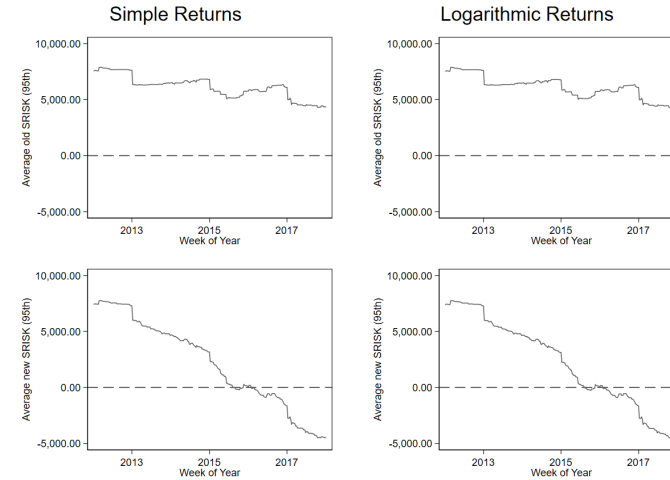 Simple Returns
Logarithmic Returns
Average old SRISK (95th)
10,000.00
5,000.00
0.00
-5,000.00
2013
2015
2017
Week of Year
Average old SRISK (95th)
10,000.00
5,000.00
0.00
-5,000.00
2013
2015
2017
Week of Year
Average new SRISK (95th)
10,000.00
5,000.00
0.00
-5,000.00
2013
2015
2017
Week of Year
Average new SRISK (95th)
10,000.00
5,000.00
0.00
-5,000.00
2013
2015
2017
Week of Year